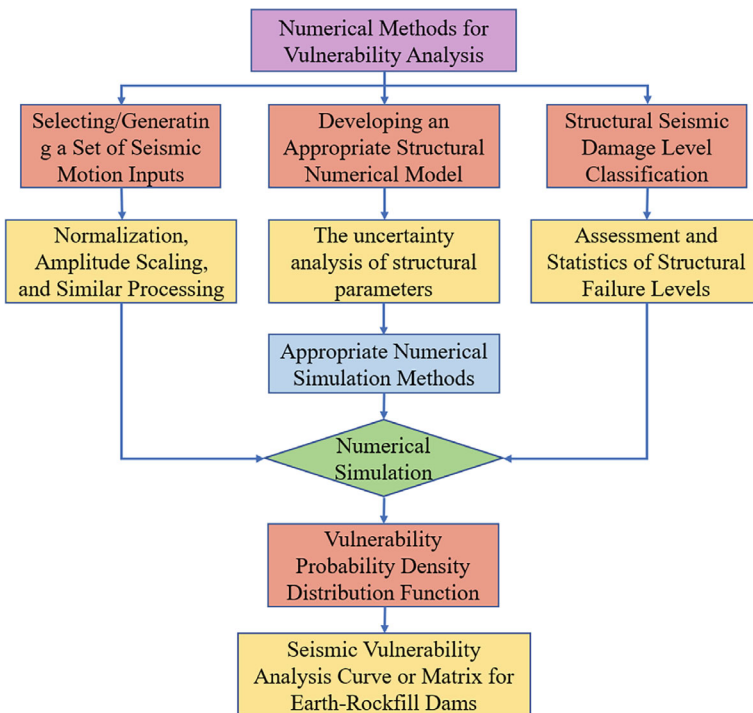 Numerical Methods for
Vulnerability Analysis
Selecting/Generatin
g a Set of Seismic
Motion Inputs
Developing an
Appropriate Structural
Numerical Model
Structural Seismic
Damage Level
Classification
Normalization,
Amplitude Scaling,
and Similar Processing
The uncertainty
analysis of structural
parameters
Assessment and
Statistics of Structural
Failure Levels
Appropriate Numerical
Simulation Methods
Numerical
Simulation
Vulnerability
Probability Density
Distribution Function
Seismic Vulnerability
Analysis Curve or Matrix for
Earth-Rockfill Dams